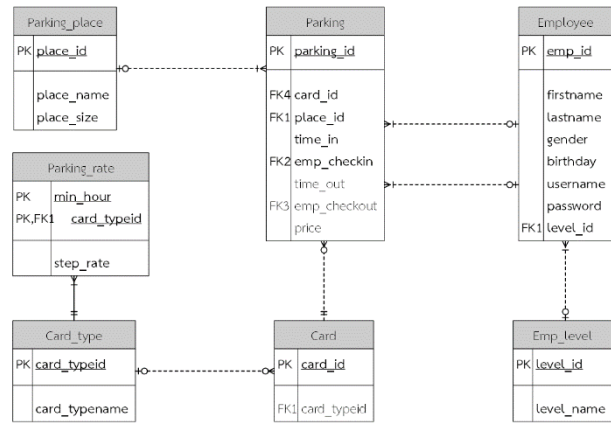 Parking_place
PK place_id
place_name
place_size
Parking
PK parking_id
FK4 card_id
FK1 place_id
time_in
FK2 emp_checkin
time_out
FK3 emp_checkout
price
Employee
PK emp_id
firstname
lastname
gender
birthday
username
password
FK1 level_id
Parking_rate
PK min_hour
PK,FK1 card_typeid
step_rate
Card_type
PK card_typeid
card_typename
Card
PK card_id
FK1 card_typeid
Emp_level
PK level_id
level_name